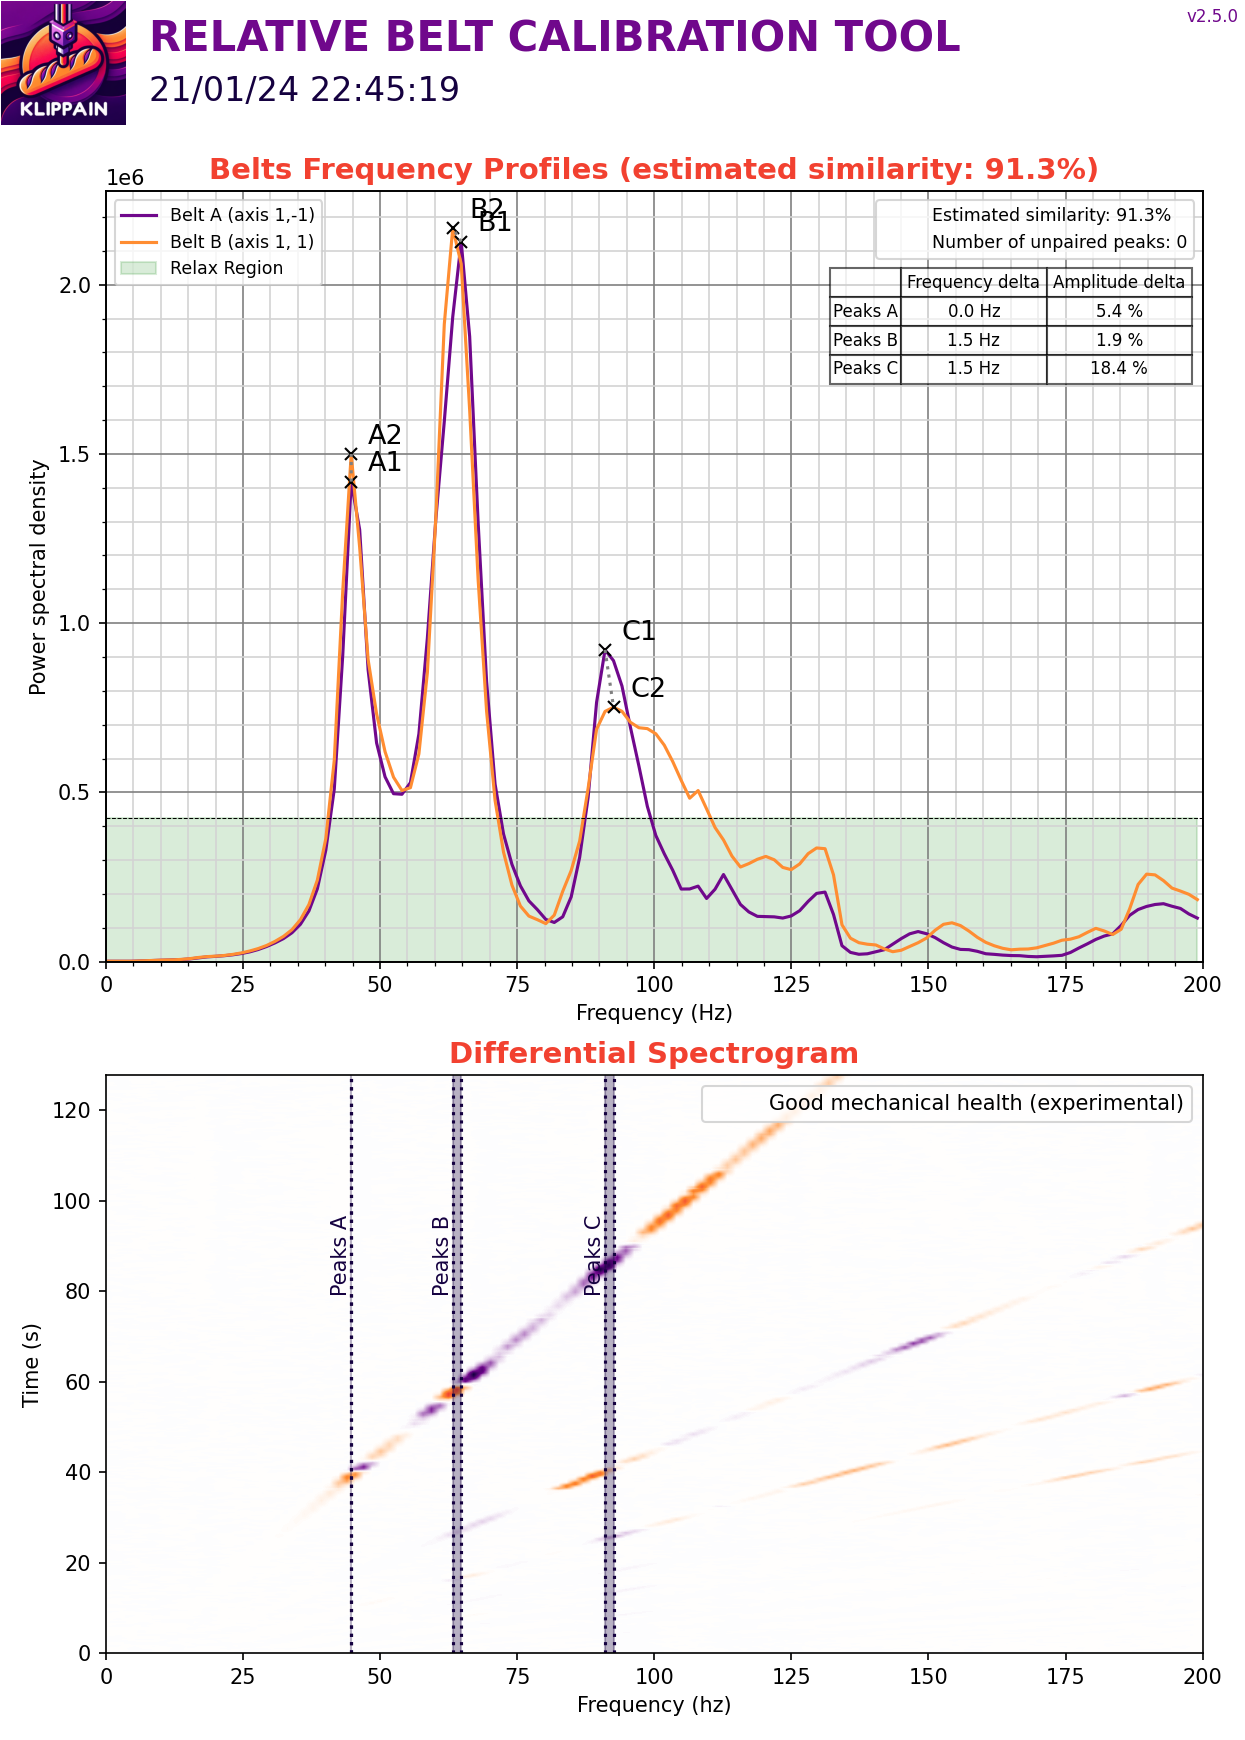 v2.5.0
RELATIVE BELT CALIBRATION TOOL
21/01/24 22:45:19
KLIPPAIN
Belts Frequency Profiles (estimated similarity: 91.3%)
1e6
Belt A (axis 1,-1)
Belt B (axis 1, 1)
Relax Region
Estimated similarity: 91.3%
Number of unpaired peaks: 0
Frequency delta Amplitude delta
Peaks A 0.0 Hz 5.4 %
Peaks B 1.5 Hz 1.9 %
Peaks C 1.5 Hz 18.4 %
B2
B1
A2
A1
C1
C2
Power spectral density
2.0
1.5
1.0
0.5
0.0
0 25 50 75 100 125 150 175 200
Frequency (Hz)
Differential Spectrogram
Good mechanical health (experimental)
Peaks A
Peaks B
Peaks C
Time (s)
120
100
80
60
40
20
0
0 25 50 75 100 125 150 175 200
Frequency (hz)